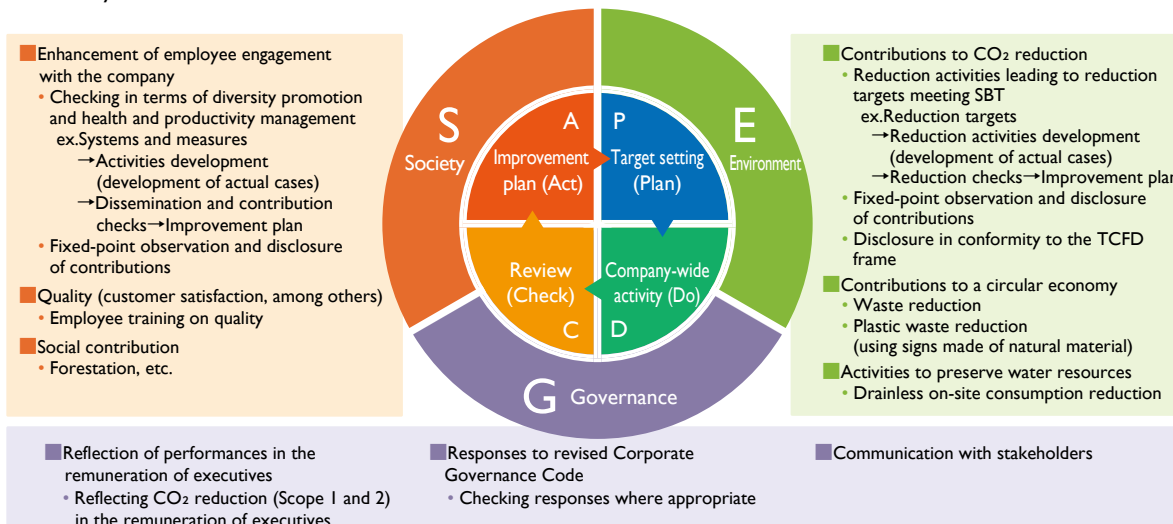 ■Enhancement of employee engagement
with the company
• Checking in terms of diversity promotion
and health and productivity management
ex.Systems and measures
→Activities development
(development of actual cases)
→Dissemination and contribution
checks→Improvement plan
• Fixed-point observation and disclosure
of contributions
■Quality (customer satisfaction, among others)
• Employee training on quality
■Social contribution
• Forestation, etc.
S
Society
A
Improvement
plan (Act)
P
Target setting
(Plan)
Review
(Check)
C
Company-wide
activity (Do)
D
E
Environment
G Governance
■Contributions to CO₂ reduction
• Reduction activities leading to reduction
targets meeting SBT
ex.Reduction targets
→Reduction activities development
(development of actual cases)
→Reduction checks→Improvement plan
• Fixed-point observation and disclosure
of contributions
• Disclosure in conformity to the TCFD
frame
■Contributions to a circular economy
• Waste reduction
• Plastic waste reduction
(using signs made of natural material)
■Activities to preserve water resources
• Drainless on-site consumption reduction
■Reflection of performances in the
remuneration of executives
• Reflecting CO₂ reduction (Scope 1 and 2)
in the remuneration of executives
■Responses to revised Corporate
Governance Code
• Checking responses where appropriate
■Communication with stakeholders